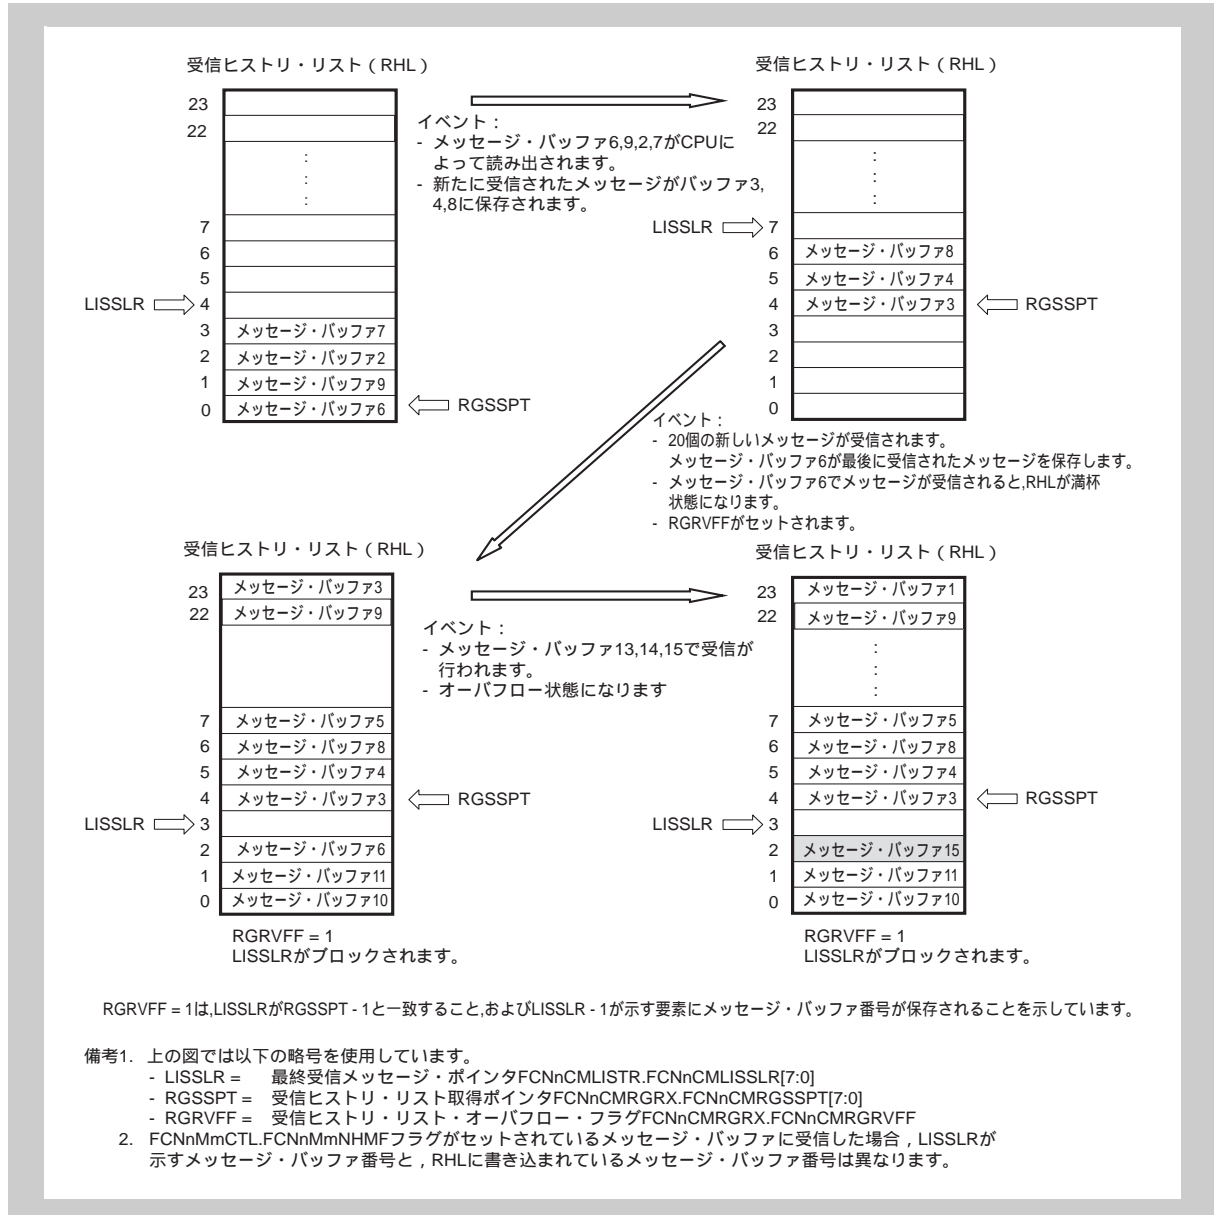 受信ヒストリ・リスト（RHL）
23
22
:
:
:
7
6
5
LISSLR 4
3 メッセージ・バッファ7
2 メッセージ・バッファ2
1 メッセージ・バッファ9
0 メッセージ・バッファ6 RGSSPT
イベント：
- メッセージ・バッファ6,9,2,7がCPUに
よって読み出されます。
- 新たに受信されたメッセージがバッファ3,
4,8に保存されます。
受信ヒストリ・リスト（RHL）
23
22
:
:
:
LISSLR 7
6 メッセージ・バッファ8
5 メッセージ・バッファ4
4 メッセージ・バッファ3 RGSSPT
3
2
1
0
イベント：
- 20個の新しいメッセージが受信されます。
メッセージ・バッファ6が最後に受信されたメッセージを保存します。
- メッセージ・バッファ6でメッセージが受信されると,RHLが満杯
状態になります。
- RGRVFFがセットされます。
受信ヒストリ・リスト（RHL）
23 メッセージ・バッファ3
22 メッセージ・バッファ9
7 メッセージ・バッファ5
6 メッセージ・バッファ8
5 メッセージ・バッファ4
4 メッセージ・バッファ3 RGSSPT
LISSLR 3
2 メッセージ・バッファ6
1 メッセージ・バッファ11
0 メッセージ・バッファ10
RGRVFF = 1
LISSLRがブロックされます。
イベント：
- メッセージ・バッファ13,14,15で受信が
行われます。
- オーバフロー状態になります
受信ヒストリ・リスト（RHL）
23 メッセージ・バッファ1
22 メッセージ・バッファ9
:
:
:
7 メッセージ・バッファ5
6 メッセージ・バッファ8
5 メッセージ・バッファ4
4 メッセージ・バッファ3 RGSSPT
LISSLR 3
2 メッセージ・バッファ15
1 メッセージ・バッファ11
0 メッセージ・バッファ10
RGRVFF = 1
LISSLRがブロックされます。
RGRVFF = 1は,LISSLRがRGSSPT - 1と一致すること,およびLISSLR - 1が示す要素にメッセージ・バッファ番号が保存されることを示しています。
備考1. 上の図では以下の略号を使用しています。
- LISSLR = 最終受信メッセージ・ポインタFCNnCMLISTR.FCNnCMLISSLR[7:0]
- RGSSPT = 受信ヒストリ・リスト取得ポインタFCNnCMRGRX.FCNnCMRGSSPT[7:0]
- RGRVFF = 受信ヒストリ・リスト・オーバフロー・フラグFCNnCMRGRX.FCNnCMRGRVFF
2. FCNnMmCTL.FCNnMmNHMFフラグがセットされているメッセージ・バッファに受信した場合，LISSLRが
示すメッセージ・バッファ番号と，RHLに書き込まれているメッセージ・バッファ番号は異なります。